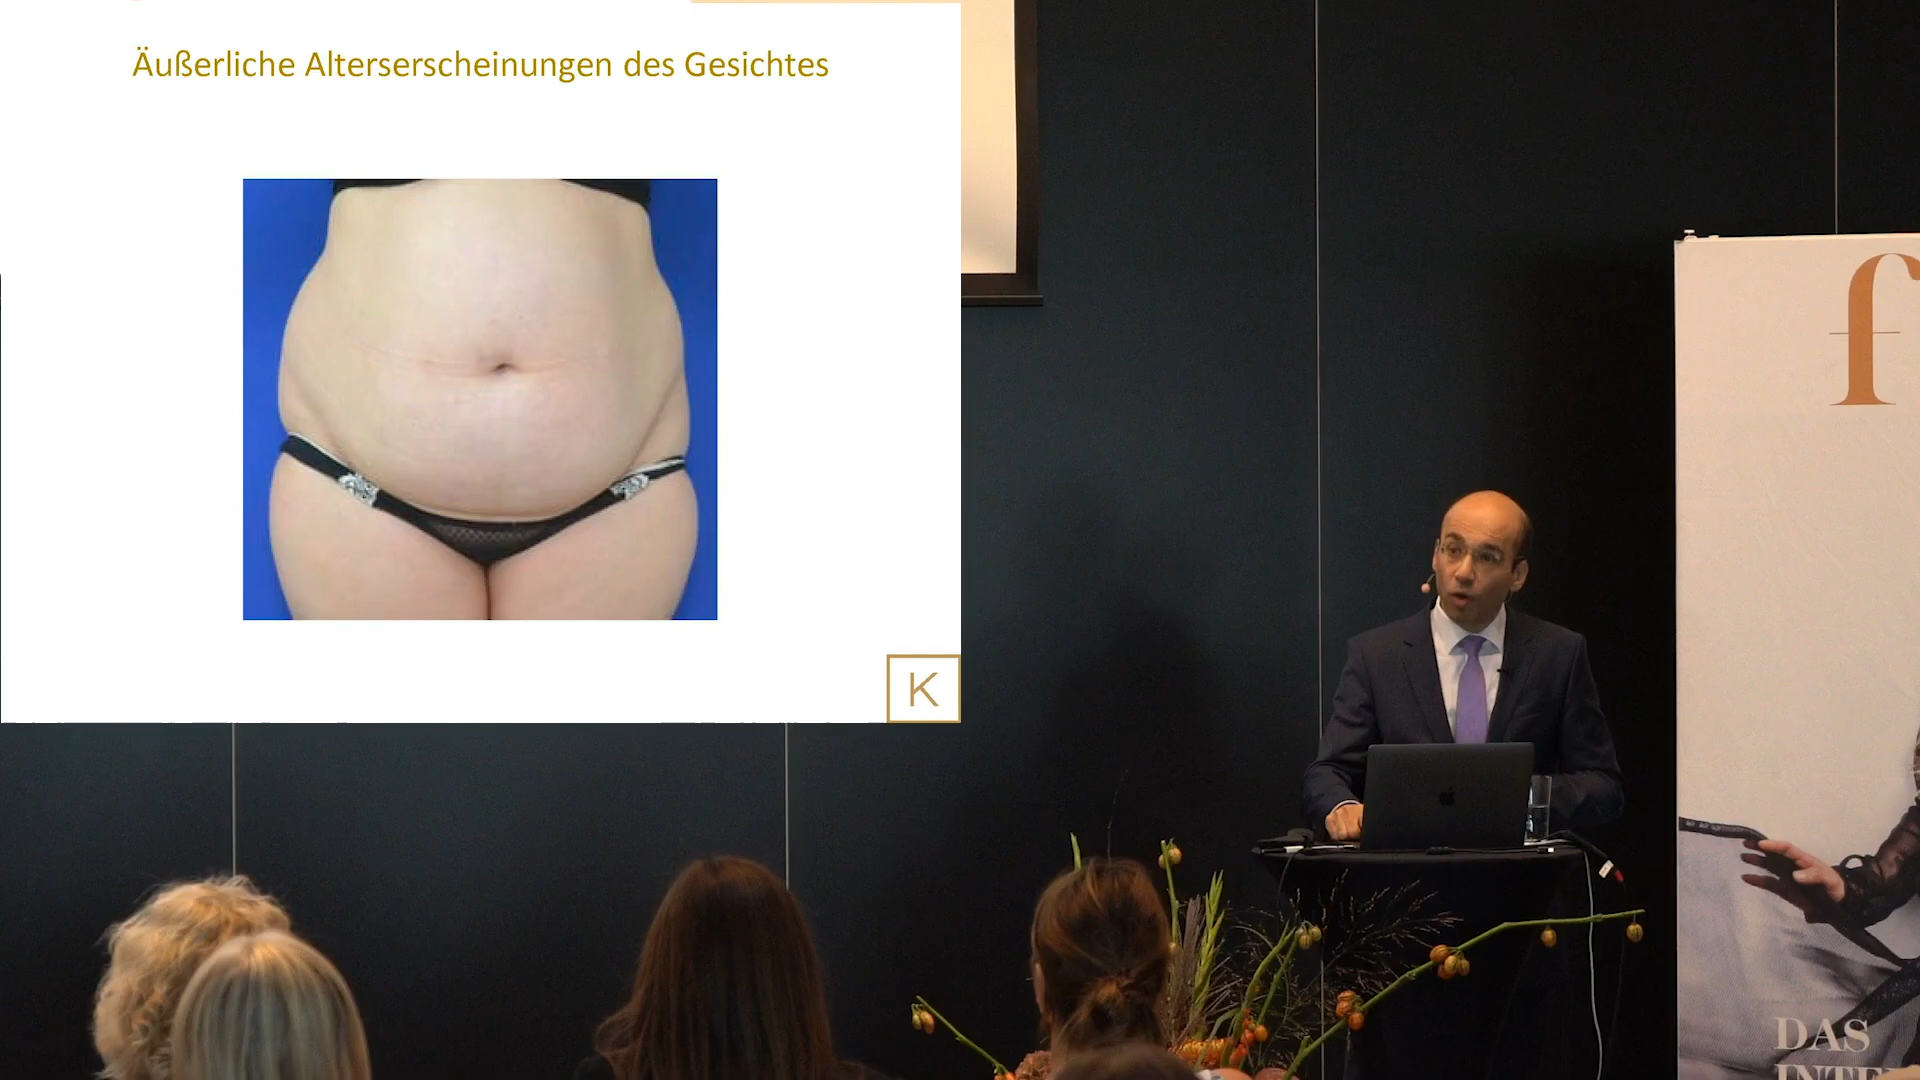 Äußerliche Alterserscheinungen des Gesichtes
K
f
DAS